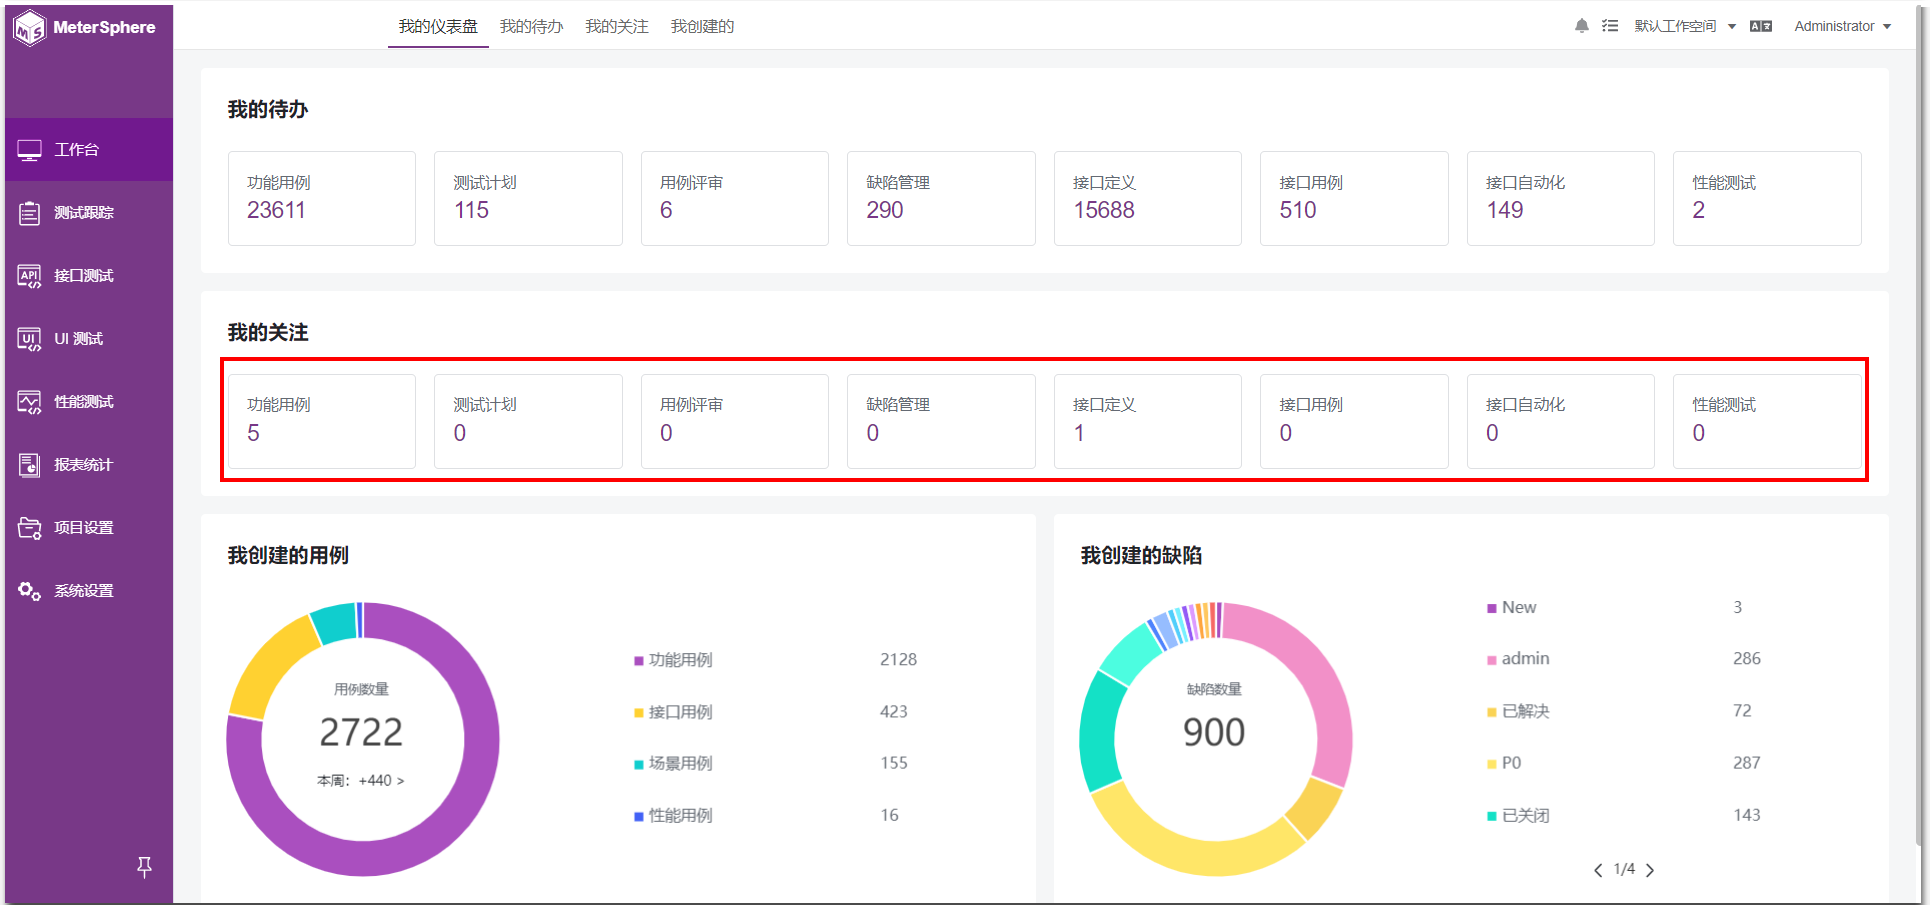 MeterSphere
我的仪表盘 我的待办 我的关注 我创建的
默认工作空间 Administrator
工作台
测试跟踪
接口测试
UI 测试
性能测试
报表统计
项目设置
系统设置
我的待办
功能用例 测试计划 用例评审 缺陷管理 接口定义 接口用例 接口自动化 性能测试
23611 115 6 290 15688 510 149 2
我的关注
功能用例 测试计划 用例评审 缺陷管理 接口定义 接口用例 接口自动化 性能测试
5 0 0 0 1 0 0 0
我创建的用例
用例数量
2722
本周：+440 >
功能用例 2128
接口用例 423
场景用例 155
性能用例 16
我创建的缺陷
缺陷数量
900
New 3
admin 286
已解决 72
P0 287
已关闭 143
1/4